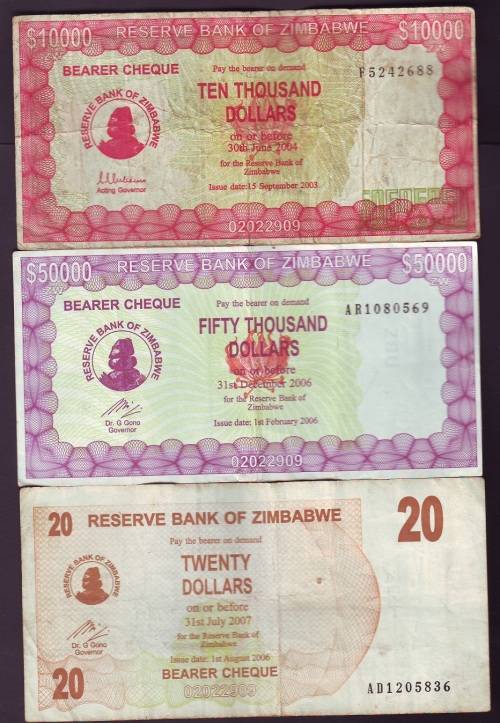 $10000 RESERVE BANK OF ZIMBABWE $10000
BEARER CHEQUE
Pay the bearer on demand
F5242688
TEN THOUSAND
DOLLARS
on or before
30th June 2004
for the Reserve Bank of
Zimbabwe
Issue date:15 September 2003
RESERVE BANK OF ZIMBABWE
Acting Governor
02022909
$50000 RESERVE BANK OF ZIMBABWE $50000
ZW
ZW
BEARER CHEQUE
Pay the bearer on demand
AR1080569
FIFTY THOUSAND
DOLLARS
on or before
31st December 2006
for the Reserve Bank of
Zimbabwe
Issue date: 1st February 2006
RESERVE BANK OF ZIMBABWE
Dr. G Gono
Governor
02022909
20 RESERVE BANK OF ZIMBABWE 20
Pay the bearer on demand
TWENTY
DOLLARS
on or before
31st July 2007
for the Reserve Bank of
Zimbabwe
Issue date: 1st August 2006
BEARER CHEQUE
RESERVE BANK OF ZIMBABWE
Dr. G Gono
Governor
20
02022909
AD1205836